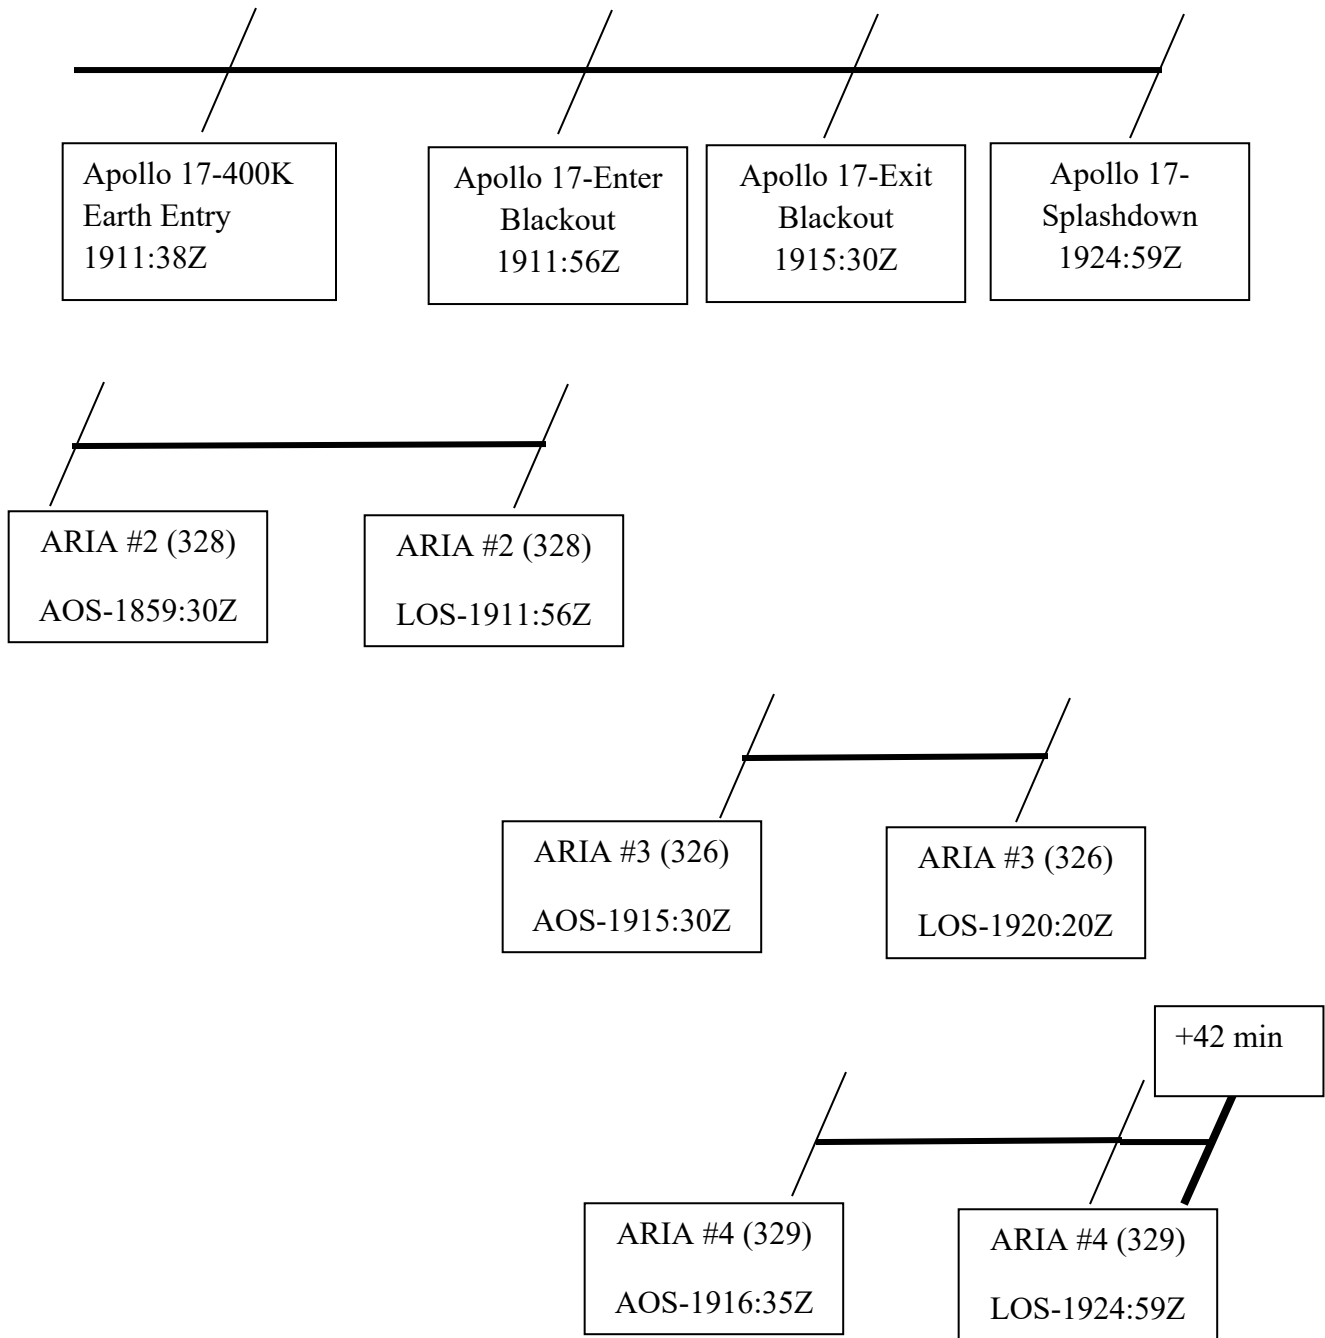 Apollo 17-400K
Earth Entry
1911:38Z
Apollo 17-Enter
Blackout
1911:56Z
Apollo 17-Exit
Blackout
1915:30Z
Apollo 17-
Splashdown
1924:59Z
ARIA #2 (328)
AOS-1859:30Z
ARIA #2 (328)
LOS-1911:56Z
ARIA #3 (326)
AOS-1915:30Z
ARIA #3 (326)
LOS-1920:20Z
+42 min
ARIA #4 (329)
AOS-1916:35Z
ARIA #4 (329)
LOS-1924:59Z